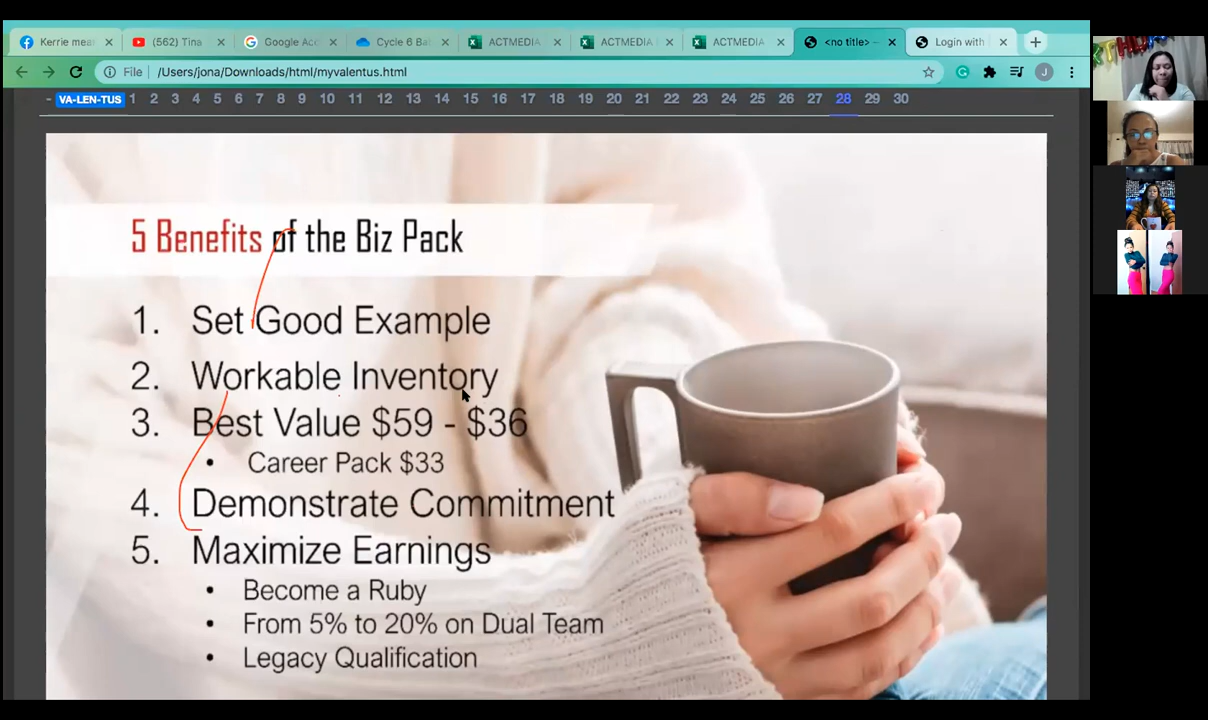 Kerrie mea
(562) Tina
Google Acc
Cycle 6 Ba
ACTMEDIA
ACTMEDIA
ACTMEDIA
<no title> –
Login with
File /Users/jona/Downloads/html/myvalentus.html
J
- VA-LEN-TUS 1 2 3 4 5 6 7 8 9 10 11 12 13 14 15 16 17 18 19 20 21 22 23 24 25 26 27 28 29 30
5 Benefits of the Biz Pack
1. Set Good Example
2. Workable Inventory
3. Best Value $59 - $36
• Career Pack $33
4. Demonstrate Commitment
5. Maximize Earnings
• Become a Ruby
• From 5% to 20% on Dual Team
• Legacy Qualification